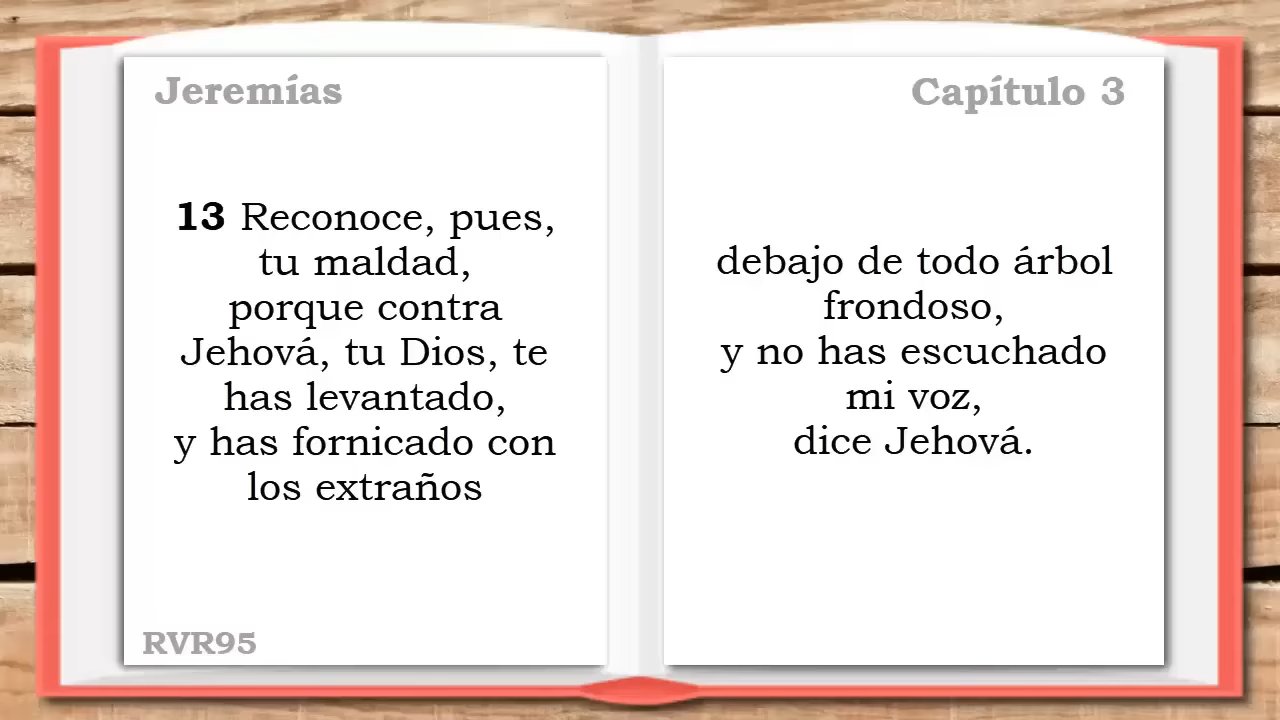 Jeremías
13 Reconoce, pues,
tu maldad,
porque contra
Jehová, tu Dios, te
has levantado,
y has fornicado con
los extraños
RVR95
Capítulo 3
debajo de todo árbol
frondoso,
y no has escuchado
mi voz,
dice Jehová.